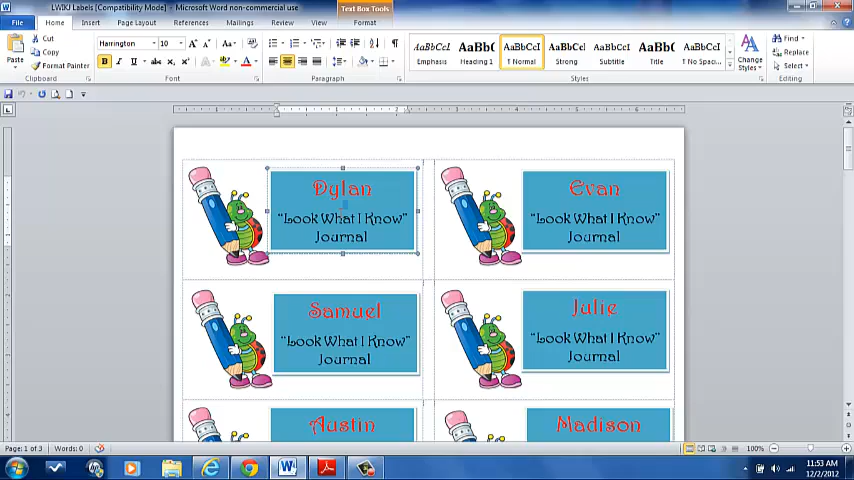 LWIKJ Labels [Compatibility Mode] - Microsoft Word non-commercial use
Text Box Tools
File Home Insert Page Layout References Mailings Review View Format
Cut
Copy
Format Painter
Paste
Clipboard
Harrington 10
Font
Paragraph
AaBbCcI AaBbC AaBbCcI AaBbCcl AaBbCcI AaBb( AaBbCcI
Emphasis Heading 1 ¶ Normal Strong Subtitle Title ¶ No Spaci...
Change
Styles
Styles
Find
Replace
Select
Editing
Dylan
“Look What I Know”
Journal
Evan
“Look What I Know”
Journal
Samuel
“Look What I Know”
Journal
Julie
“Look What I Know”
Journal
Austin
Madison
Page: 1 of 3 Words: 0
100%
11:53 AM
12/2/2012